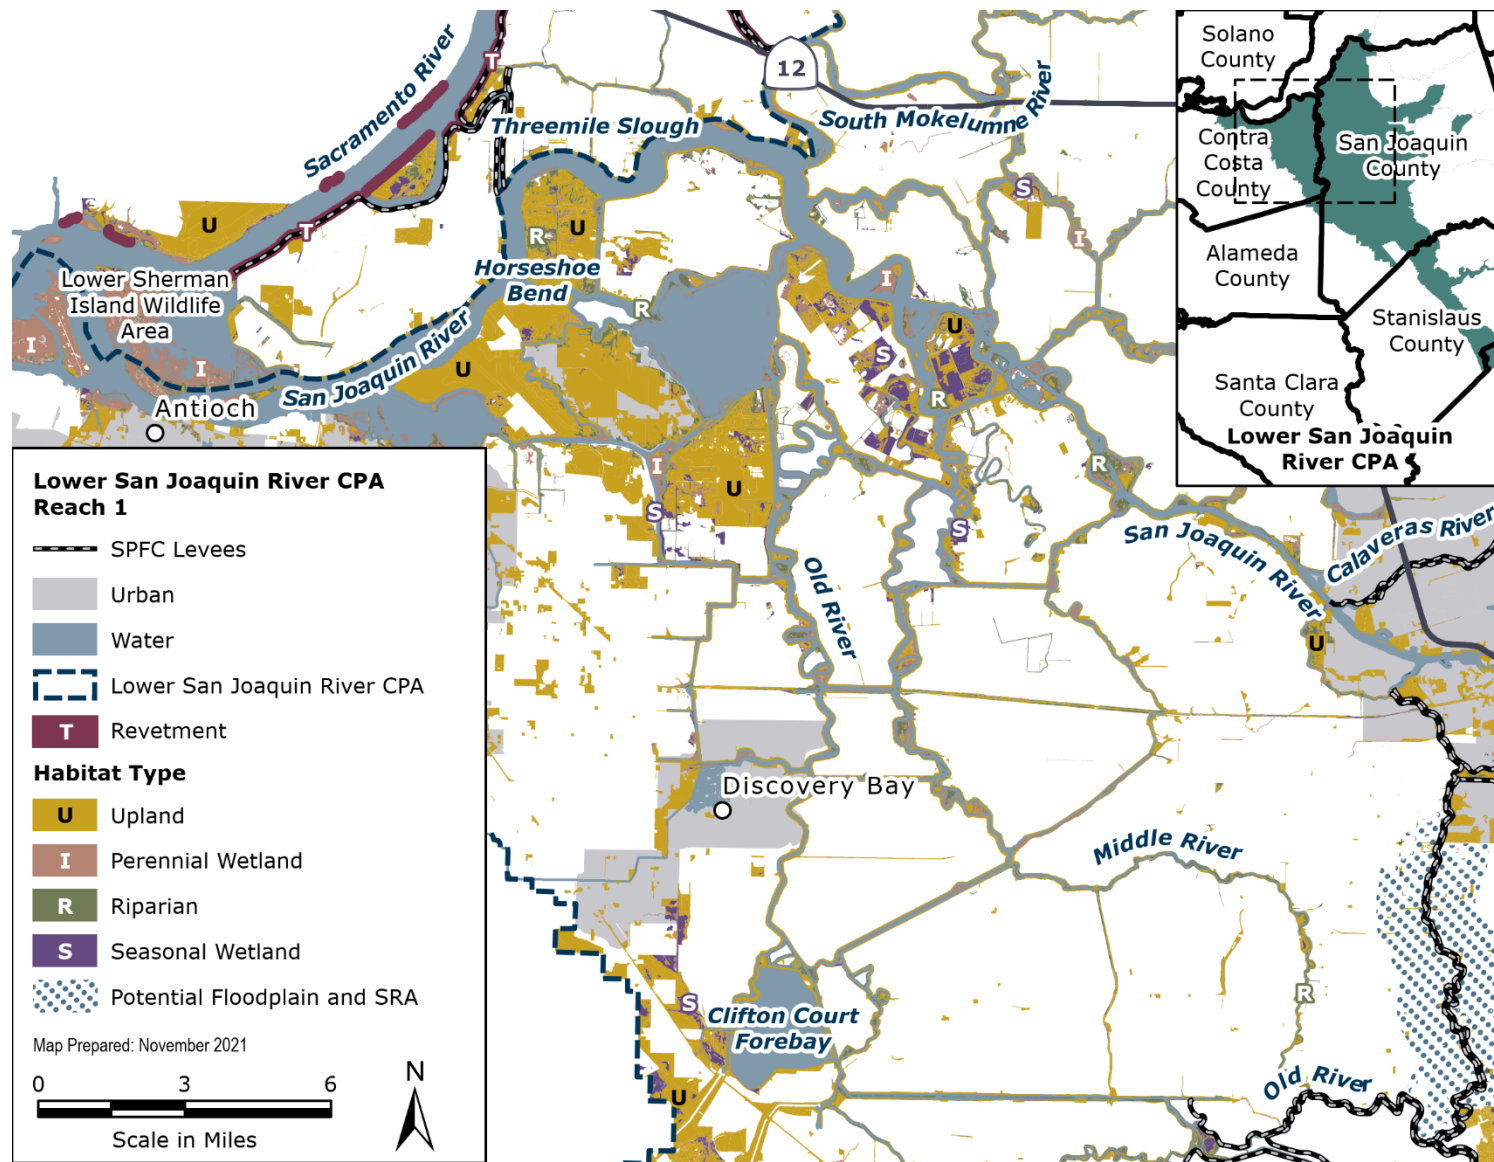 Sacramento River
T
12
Threemile Slough
South Mokelumne River
S
I
U
T
R
U
Horseshoe
Bend
Lower Sherman
Island Wildlife
Area
I
I
San Joaquin River
R
U
I
U
S
R
Antioch
I
U
S
S
R
Old River
San Joaquin River
Calaveras River
U
Discovery Bay
Middle River
R
S
Clifton Court
Forebay
U
Old River
Solano
County
Contra
Costa
County
San Joaquin
County
Alameda
County
Stanislaus
County
Santa Clara
County
Lower San Joaquin
River CPA
Lower San Joaquin River CPA
Reach 1
SPFC Levees
Urban
Water
Lower San Joaquin River CPA
T Revetment
Habitat Type
U Upland
I Perennial Wetland
R Riparian
S Seasonal Wetland
Potential Floodplain and SRA
Map Prepared: November 2021
0 3 6
Scale in Miles
N